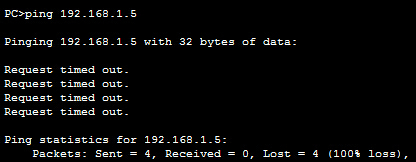 PC>ping 192.168.1.5
Pinging 192.168.1.5 with 32 bytes of data:
Request timed out.
Request timed out.
Request timed out.
Request timed out.
Ping statistics for 192.168.1.5:
Packets: Sent = 4, Received = 0, Lost = 4 (100% loss),